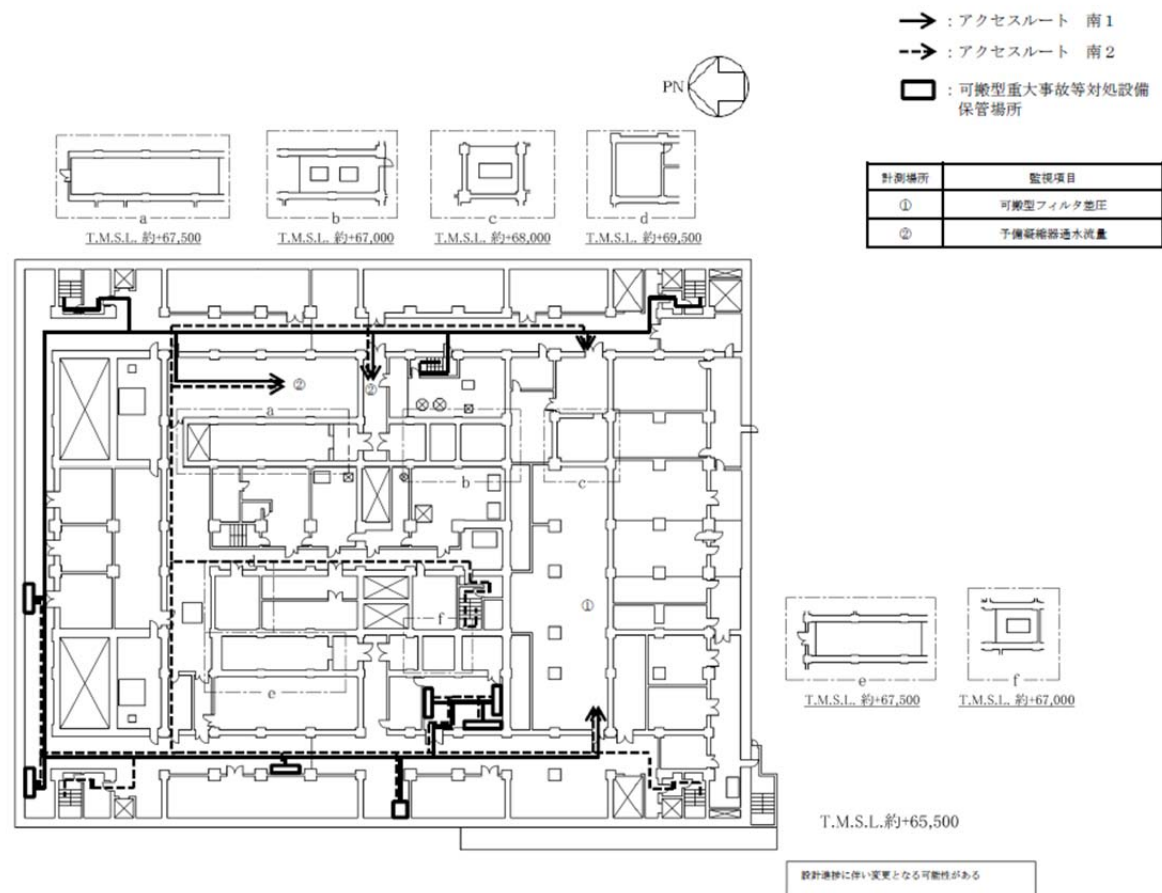 ：アクセスルート　南1
：アクセスルート　南2
：可搬型重大事故等対処設備
保管場所
PN
計測場所 監視項目
① 可搬型フィルタ差圧
② 予備凝縮器通水流量
a
T.M.S.L. 約+67,500
b
T.M.S.L. 約+67,000
c
T.M.S.L. 約+68,000
d
T.M.S.L. 約+69,500
②
②
a
b
c
d
①
f
e
e
T.M.S.L. 約+67,500
f
T.M.S.L. 約+67,000
T.M.S.L.約+65,500
設計進捗に伴い変更となる可能性がある